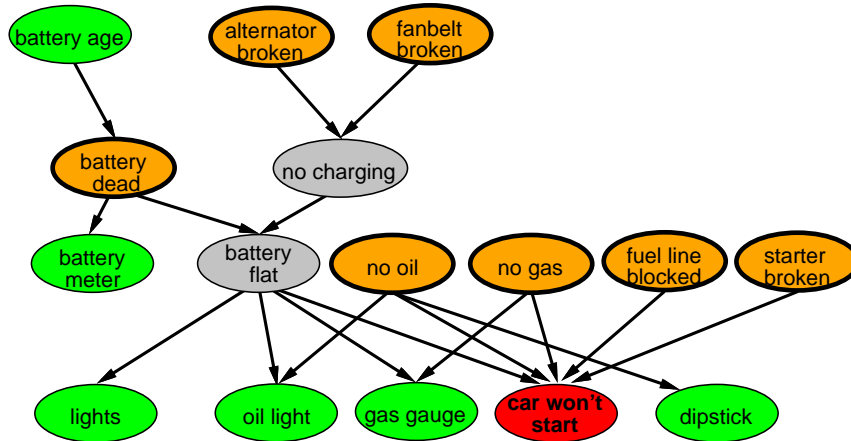 battery age
alternator
broken
fanbelt
broken
battery
dead
no charging
battery
meter
battery
flat
no oil
no gas
fuel line
blocked
starter
broken
lights
oil light
gas gauge
car won't
start
dipstick